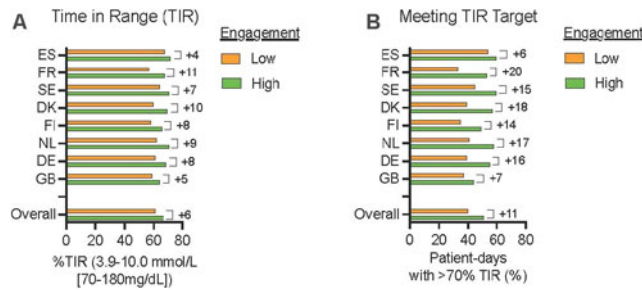 A
Time in Range (TIR)
Engagement
Low
High
ES +4
FR +11
SE +7
DK +10
FI +8
NL +9
DE +8
GB +5
Overall +6
0 20 40 60 80
%TIR (3.9-10.0 mmol/L
[70-180mg/dL])
B
Meeting TIR Target
Engagement
Low
High
ES +6
FR +20
SE +15
DK +18
FI +14
NL +17
DE +16
GB +7
Overall +11
0 20 40 60 80
Patient-days
with >70% TIR (%)